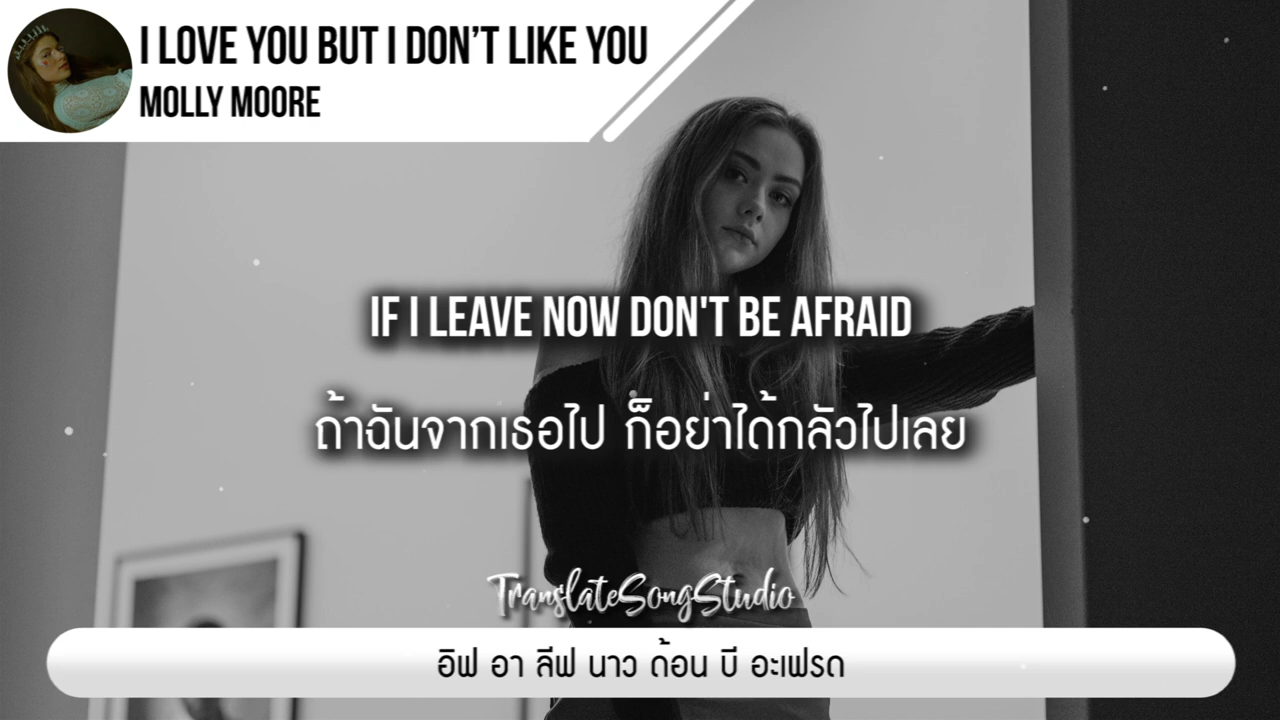 I LOVE YOU BUT I DON’T LIKE YOU
MOLLY MOORE
IF I LEAVE NOW DON'T BE AFRAID
ถ้าฉันจากเธอไป ก็อย่าได้กลัวไปเลย
TranslateSongStudio
อิฟ อา ลีฟ นาว ด้อน บี อะเฟรด